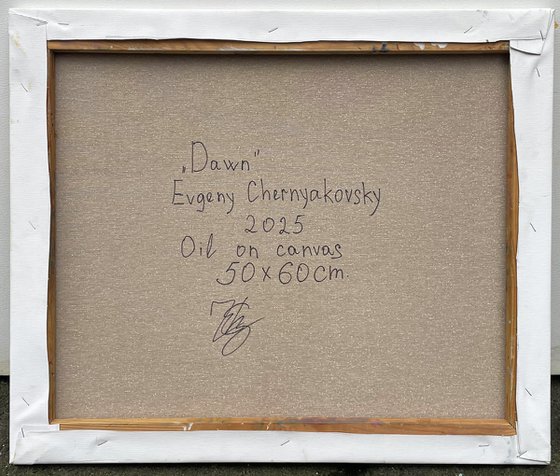 „Dawn"
Evgeny Chernyakovsky
2025
Oil on canvas
50x60cm.